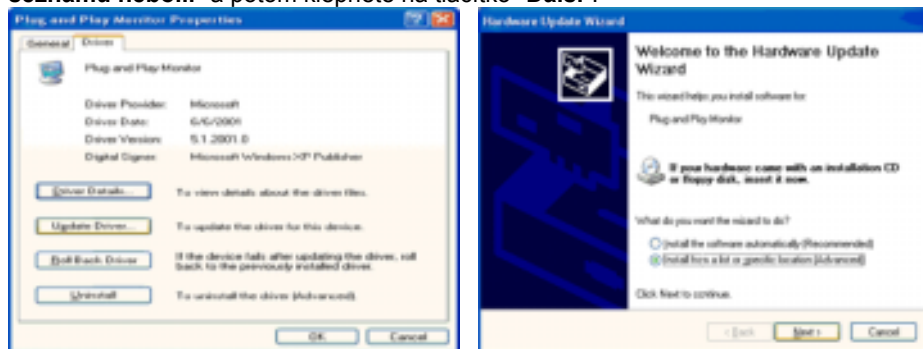 seznamu nebo..." a potom klepněte na tlačítko "Další".
Plug and Play Monitor Properties
General
Driver
Plug and Play Monitor
Driver Provider: Microsoft
Driver Date: 6/6/2001
Driver Version: 5.1.2001.0
Digital Signer: Microsoft Windows XP Publisher
Driver Details...
To view details about the driver files.
Update Driver...
To update the driver for this device.
Roll Back Driver
If the device fails after updating the driver, roll
back to the previously installed driver.
Uninstall
To uninstall the driver (Advanced).
OK
Cancel
Hardware Update Wizard
Welcome to the Hardware Update
Wizard
This wizard helps you install software for:
Plug and Play Monitor
If your hardware came with an installation CD
or floppy disk, insert it now.
What do you want the wizard to do?
Install the software automatically (Recommended)
Install from a list or specific location (Advanced)
Click Next to continue.
< Back
Next >
Cancel